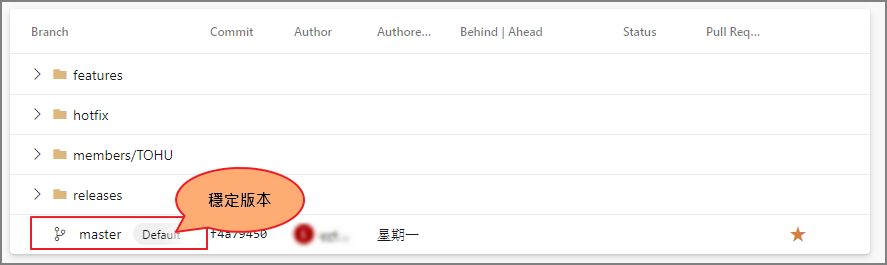 Branch Commit Author Authore... Behind | Ahead Status Pull Req...
features
hotfix
members/TOHU
releases
穩定版本
master Default f4a79450 星期一